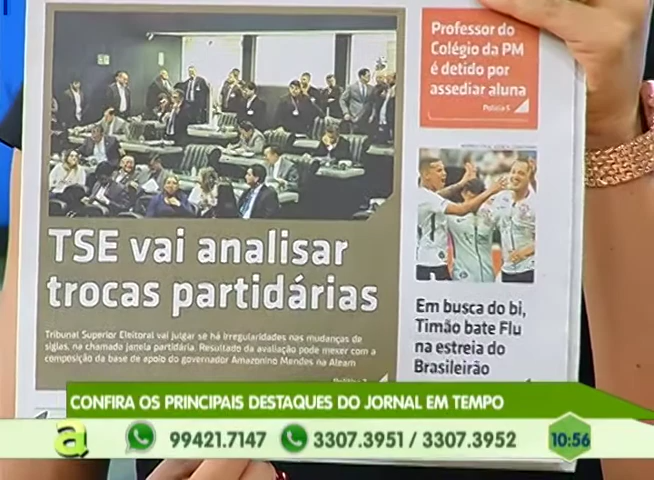 Professor do
Colégio da PM
é detido por
assediar aluna
Polícia 5
TSE vai analisar
trocas partidárias
Tribunal Superior Eleitoral vai julgar se há irregularidades nas mudanças de
siglas, na chamada janela partidária. Resultado da avaliação pode mexer com a
composição da base de apoio do governador Amazonino Mendes na Aleam
Em busca do bi,
Timão bate Flu
na estreia do
Brasileirão
CONFIRA OS PRINCIPAIS DESTAQUES DO JORNAL EM TEMPO
a 99421.7147 3307.3951 / 3307.3952 10:56